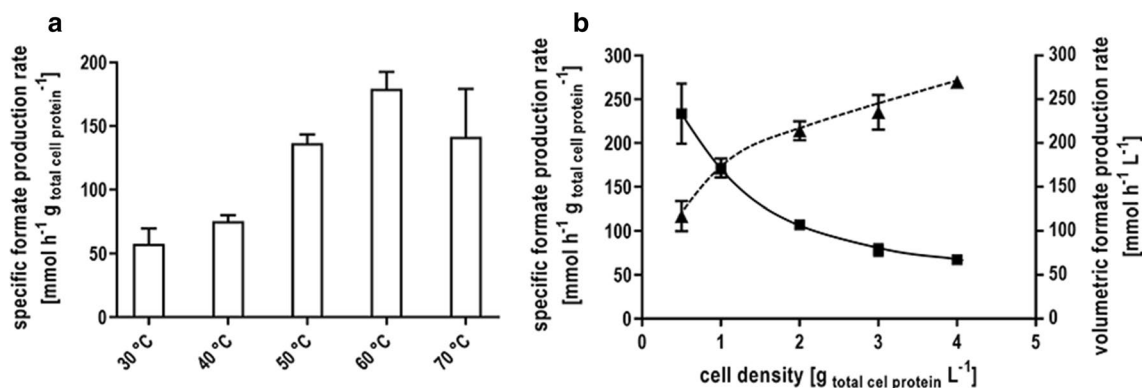 a
specific formate production rate
[mmol h-1 g total cell protein-1]
200
150
100
50
0
30 °C
40 °C
50 °C
60 °C
70 °C
b
specific formate production rate
[mmol h-1 g total cell protein-1]
300
250
200
150
100
50
0
0
1
2
3
4
5
cell density [g total cel protein L-1]
300
250
200
150
100
50
0
volumetric formate production rate
[mmol h-1 L-1]